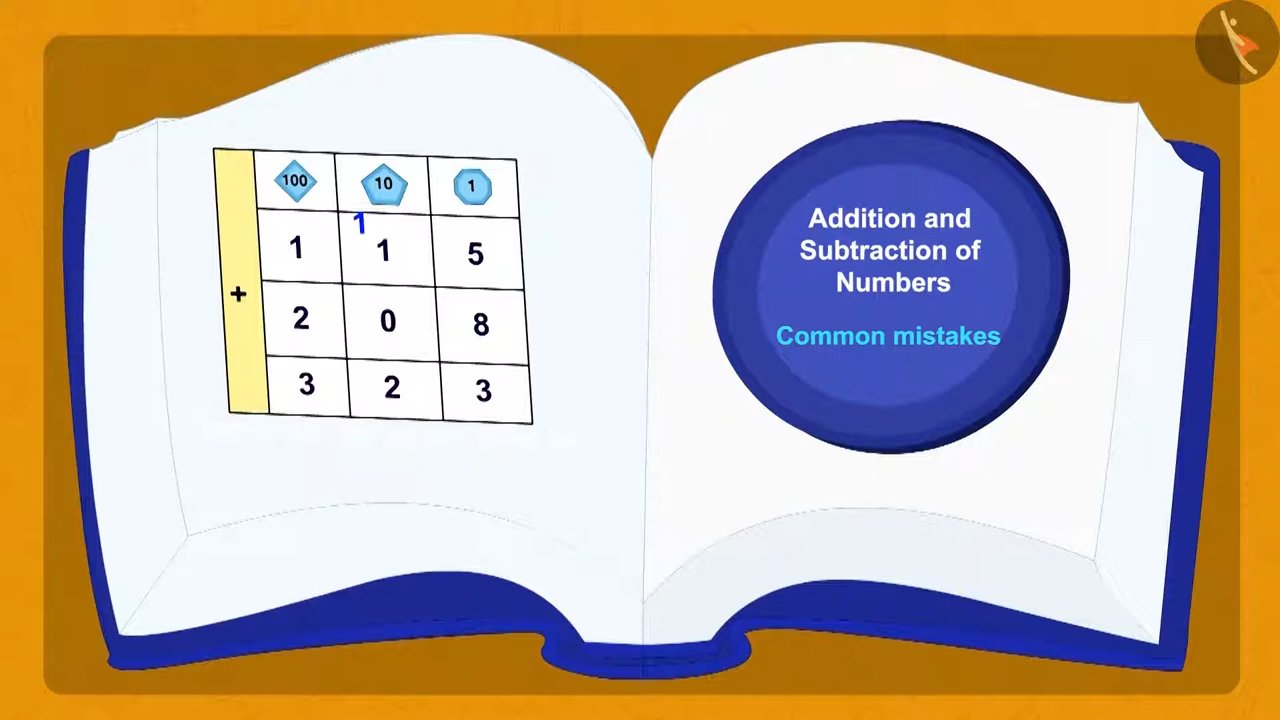 100 10 1
1
1 1 5
+
2 0 8
3 2 3
Addition and
Subtraction of
Numbers
Common mistakes